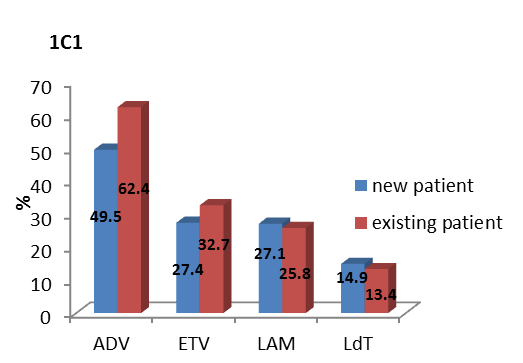 1C1
70
60
50
40
30
20
10
0
%
49.5
62.4
27.4
32.7
27.1
25.8
14.9
13.4
ADV
ETV
LAM
LdT
new patient
existing patient